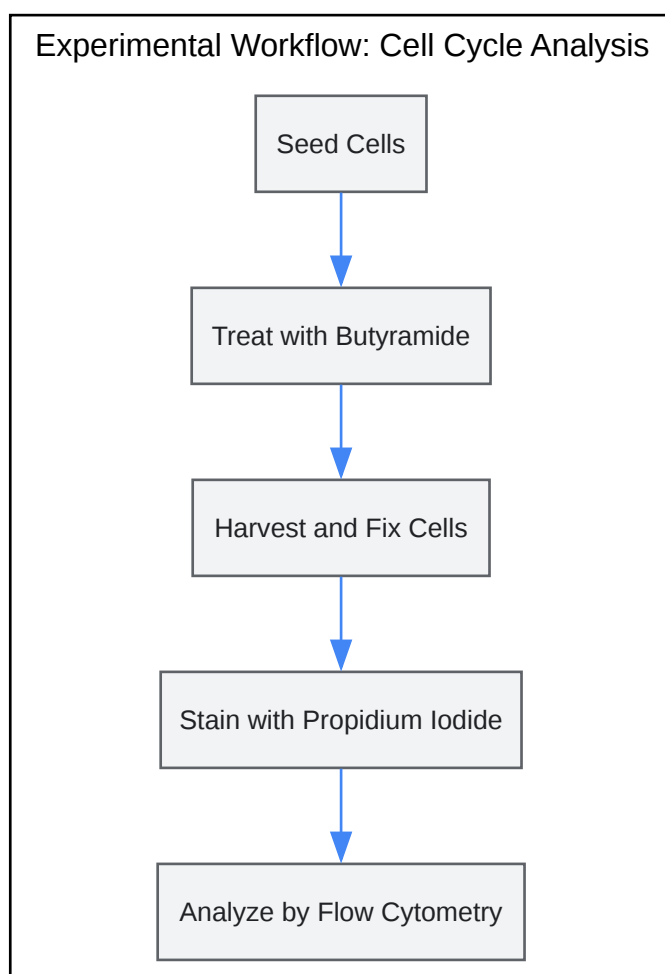 Experimental Workflow: Cell Cycle Analysis
Seed Cells
Treat with Butyramide
Harvest and Fix Cells
Stain with Propidium Iodide
Analyze by Flow Cytometry